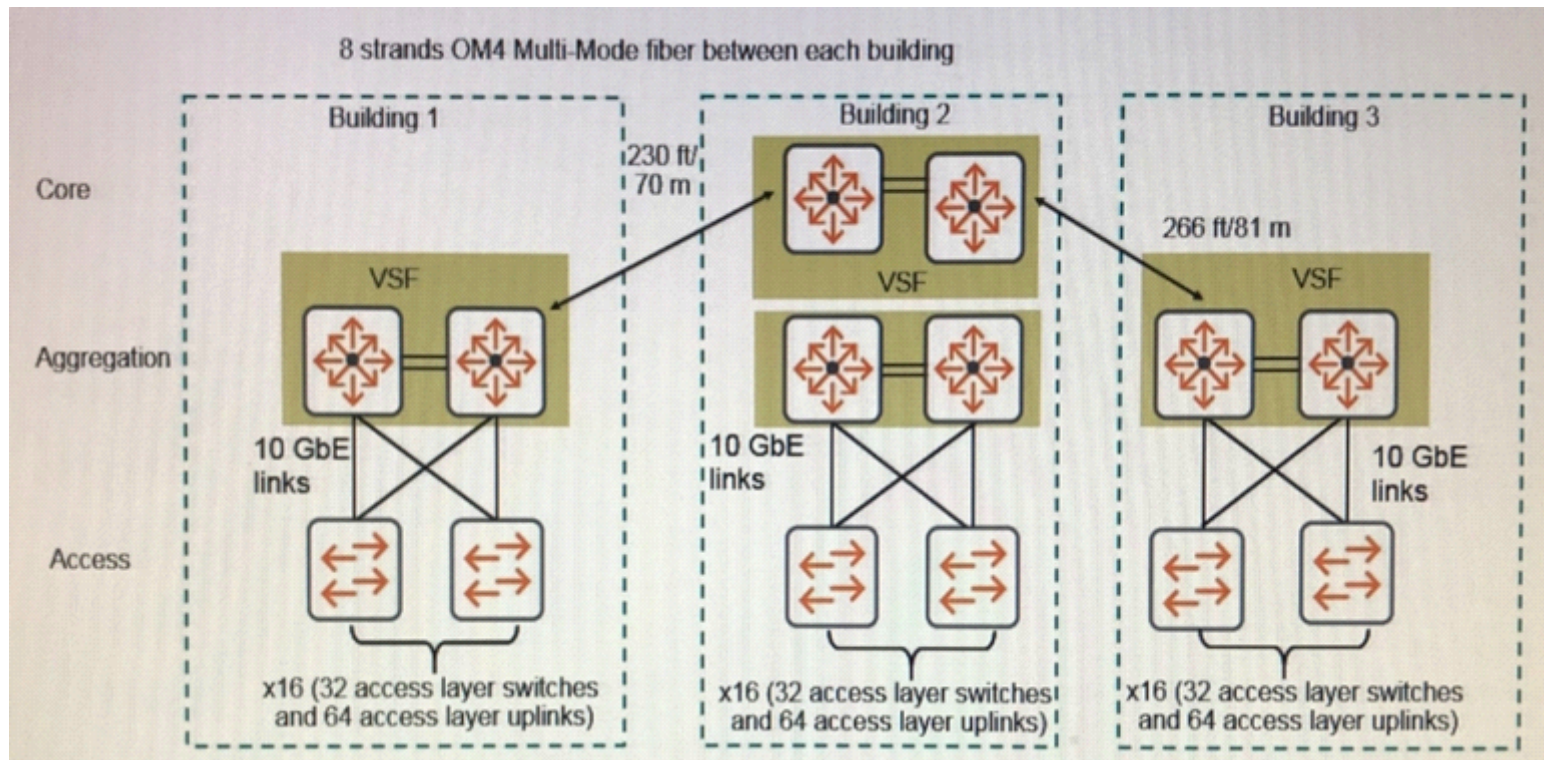 8 strands OM4 Multi-Mode fiber between each building
Building 1
Building 2
Building 3
Core
230 ft/
70 m
266 ft/81 m
VSF
VSF
VSF
Aggregation
10 GbE
links
10 GbE
links
10 GbE
links
Access
x16 (32 access layer switches
and 64 access layer uplinks)
x16 (32 access layer switches
and 64 access layer uplinks)
x16 (32 access layer switches
and 64 access layer uplinks)